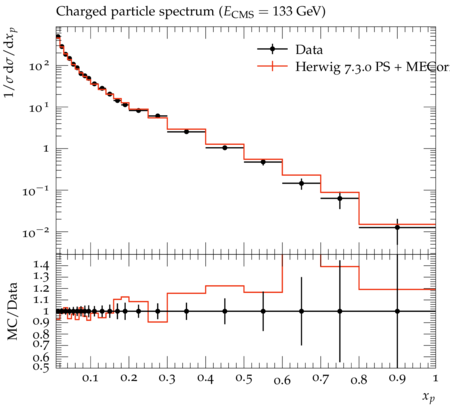 Charged particle spectrum (E_CMS = 133 GeV)
1/σ dσ/dx_p
Data
Herwig 7.3.0 PS + MECor
10^2
10^1
1
10^−1
10^−2
MC/Data
1.4
1.3
1.2
1.1
1
0.9
0.8
0.7
0.6
0.5
0.1 0.2 0.3 0.4 0.5 0.6 0.7 0.8 0.9 1
x_p